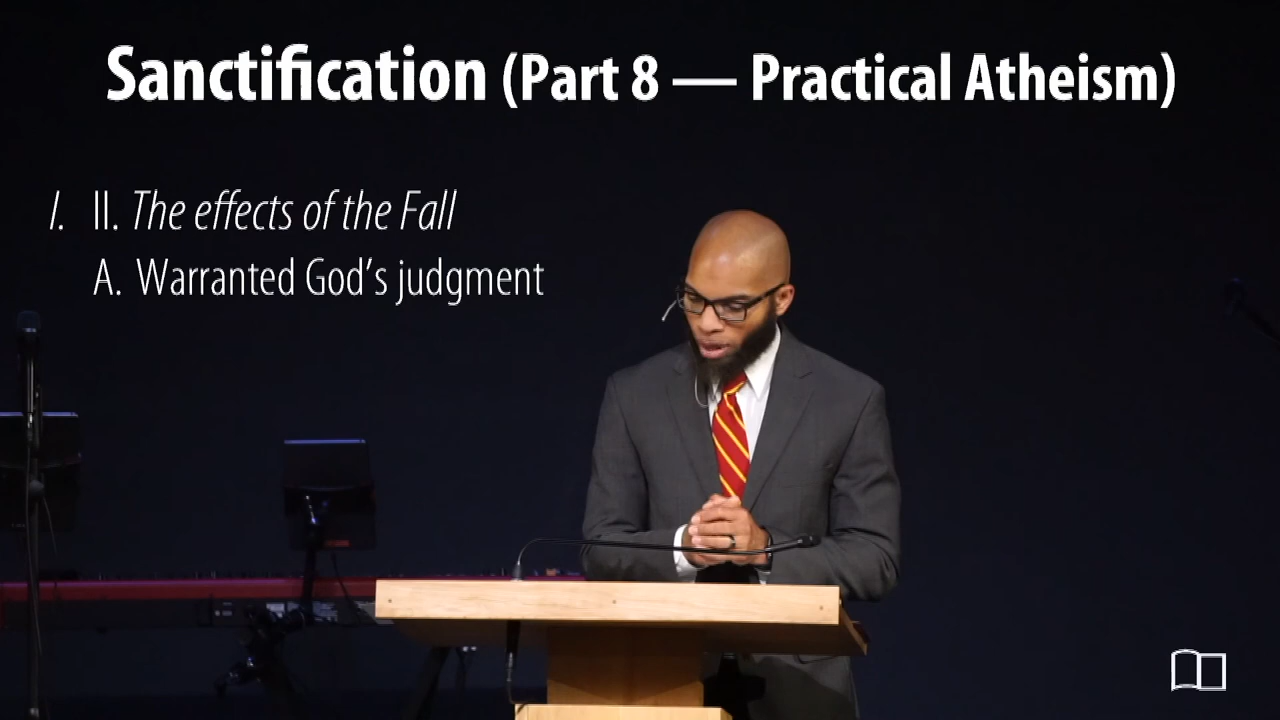 Sanctification (Part 8 — Practical Atheism)
I. II. The effects of the Fall
A. Warranted God’s judgment